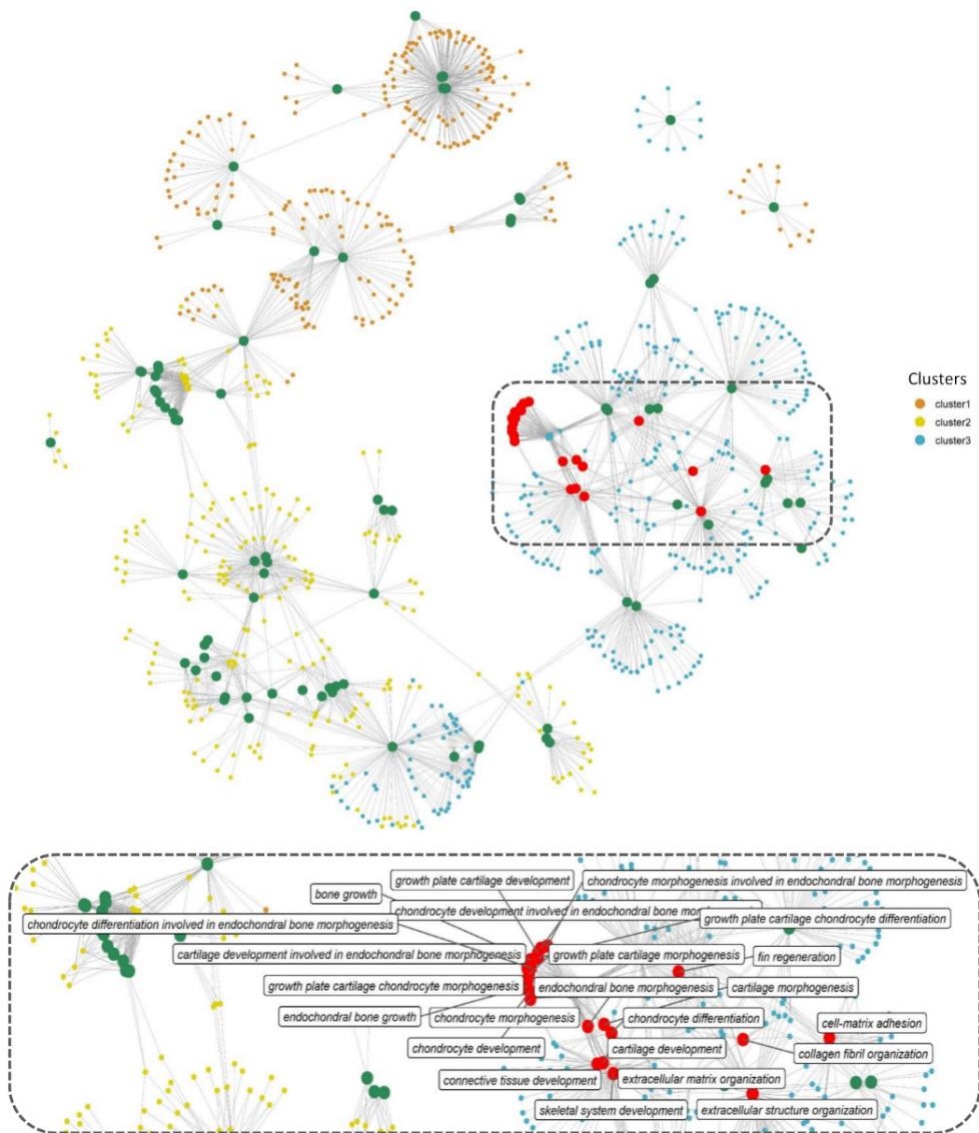 Clusters
cluster1
cluster2
cluster3
growth plate cartilage development
chondrocyte morphogenesis involved in endochondral bone morphogenesis
bone growth
chondrocyte development involved in endochondral bone
growth plate cartilage chondrocyte differentiation
chondrocyte differentiation involved in endochondral bone morphogenesis
cartilage development involved in endochondral bone morphogenesis
growth plate cartilage morphogenesis
fin regeneration
growth plate cartilage chondrocyte morphogenesis
endochondral bone morphogenesis
cartilage morphogenesis
endochondral bone growth
chondrocyte morphogenesis
chondrocyte differentiation
cell-matrix adhesion
chondrocyte development
cartilage development
collagen fibril organization
connective tissue development
extracellular matrix organization
skeletal system development
extracellular structure organization